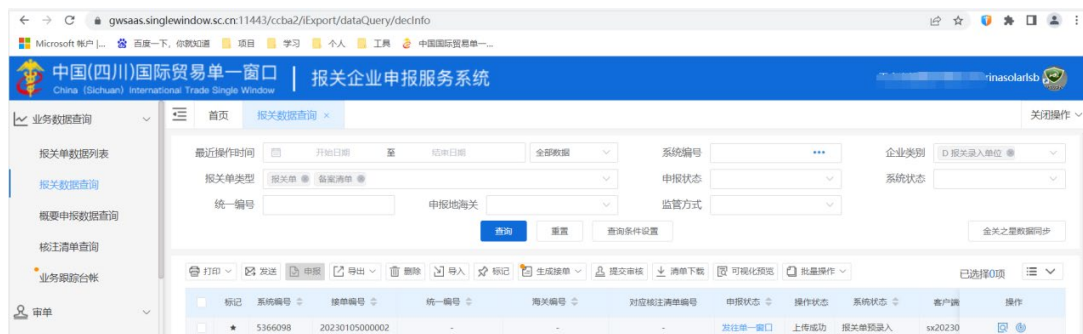 gwsaas.singlewindow.sc.cn:11443/ccba2/iExport/dataQuery/decInfo
Microsoft 帐户 |... 百度一下，你就知道 项目 学习 个人 工具 中国国际贸易单一...
中国(四川)国际贸易单一窗口 | 报关企业申报服务系统
China (Sichuan) International Trade Single Window
rinasolarlsb
业务数据查询 首页 报关数据查询 × 关闭操作
报关单数据列表
报关数据查询
概要申报数据查询
核注清单查询
业务跟踪台帐
审单
最近操作时间 开始日期 至 结束日期 全部数据 系统编号 ••• 企业类别 D 报关录入单位
报关单类型 报关单 备案清单 申报状态 系统状态
统一编号 申报地海关 监管方式
查询 重置 查询条件设置 金关之星数据同步
打印 发送 申报 导出 删除 导入 标记 生成接单 提交审核 清单下载 可视化预览 批量操作 已选择0项
标记 系统编号 接单编号 统一编号 海关编号 对应核注清单编号 申报状态 操作状态 系统状态 客户端 操作
★ 5366098 20230105000002 - - - 发往单一窗口 上传成功 报关单预录入 sx20230